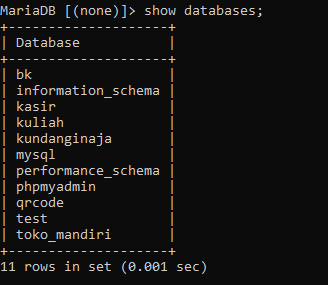 MariaDB [(none)]> show databases;
+--------------------+
| Database           |
+--------------------+
| bk                 |
| information_schema |
| kasir              |
| kuliah             |
| kundanginaja       |
| mysql              |
| performance_schema |
| phpmyadmin         |
| qrcode             |
| test               |
| toko_mandiri       |
+--------------------+
11 rows in set (0.001 sec)